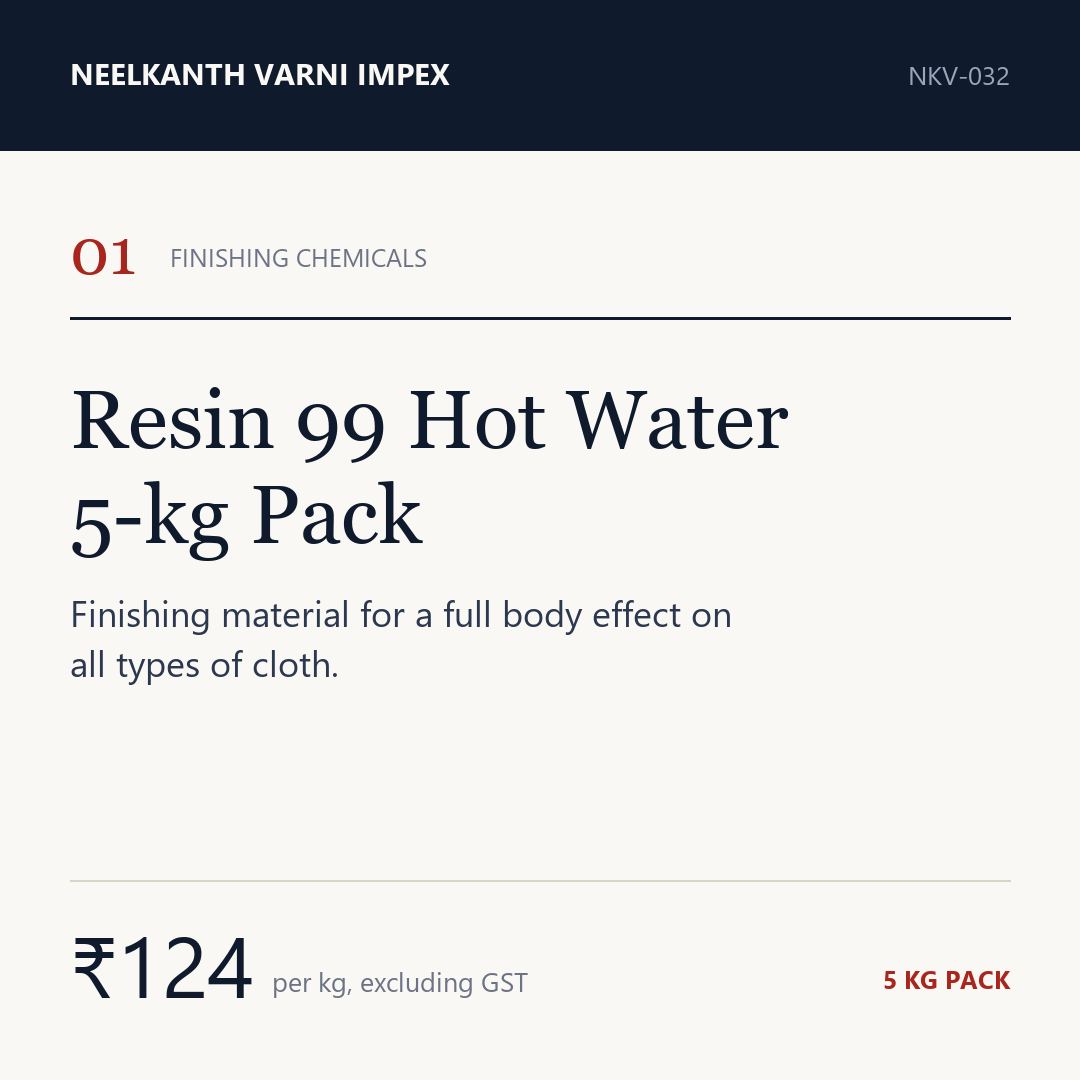 NEELKANTH VARNI IMPEX
NKV-032
01
FINISHING CHEMICALS
Resin 99 Hot Water
5-kg Pack
Finishing material for a full body effect on
all types of cloth.
₹124 per kg, excluding GST
5 KG PACK